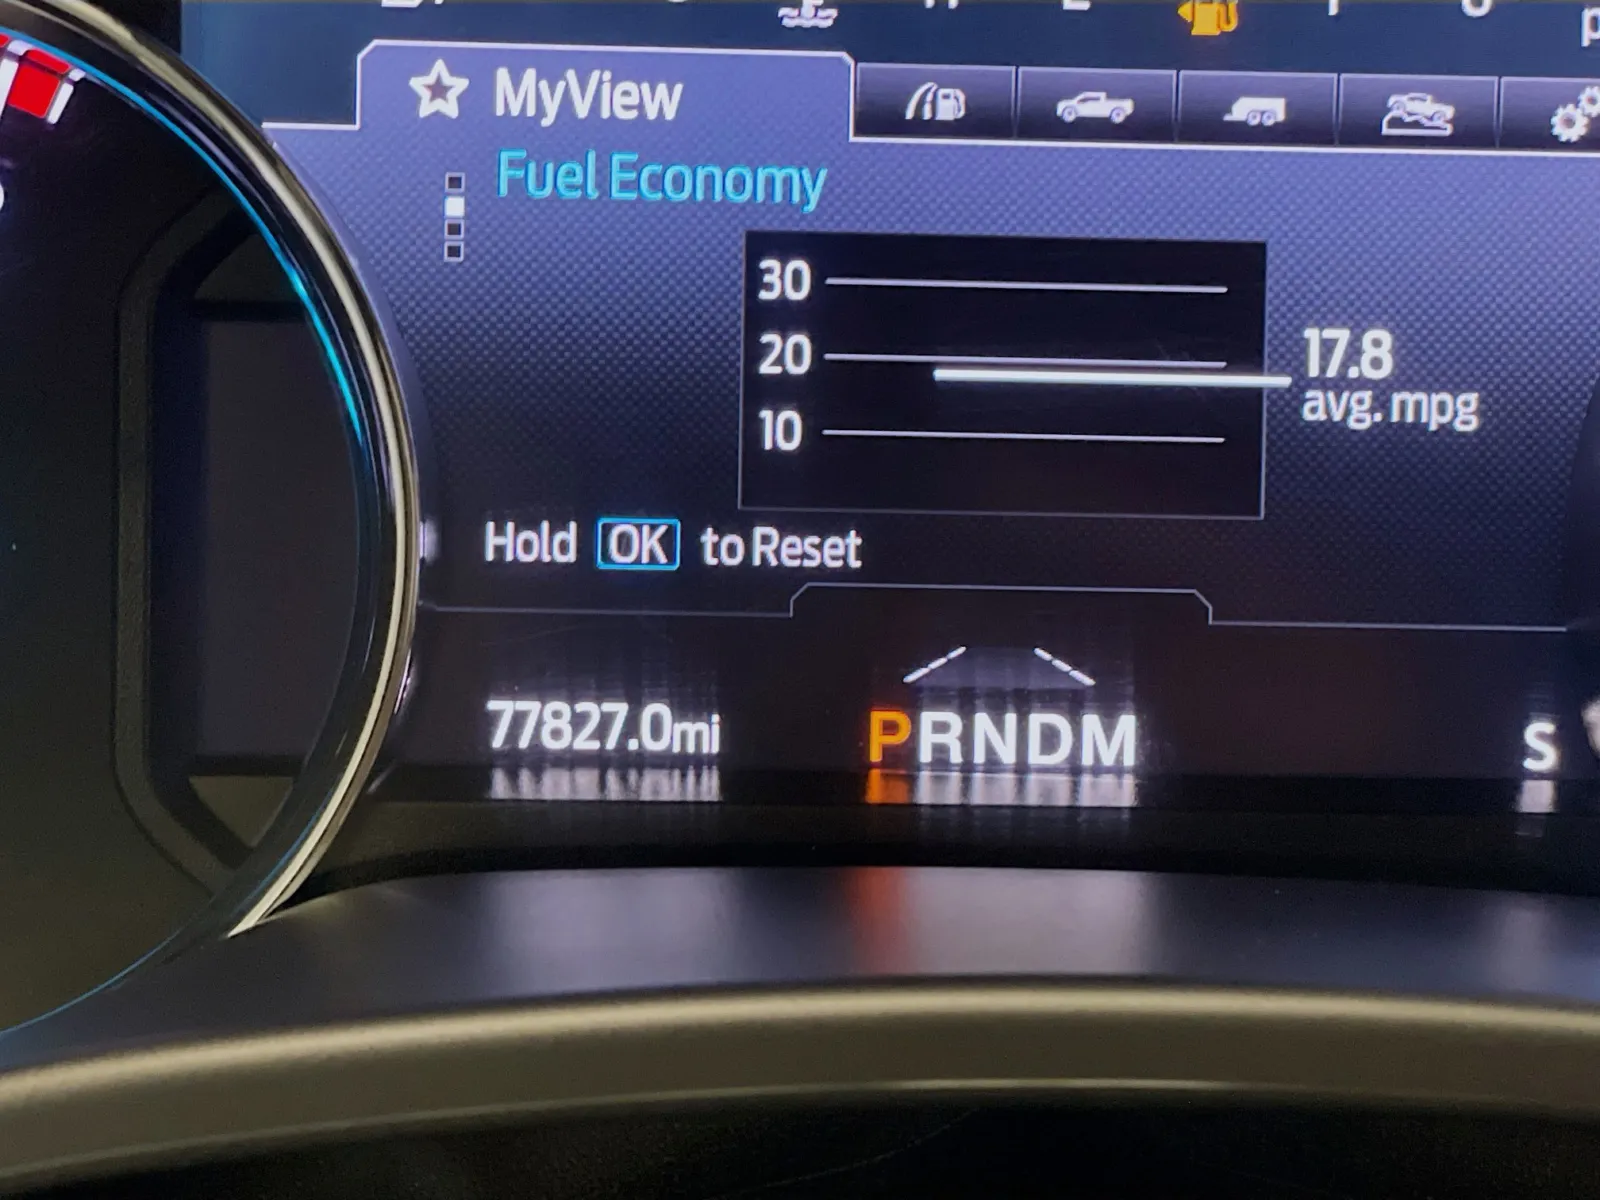 MyView
Fuel Economy
30
20
10
17.8
avg. mpg
Hold OK to Reset
77827.0mi
PRNDM
S